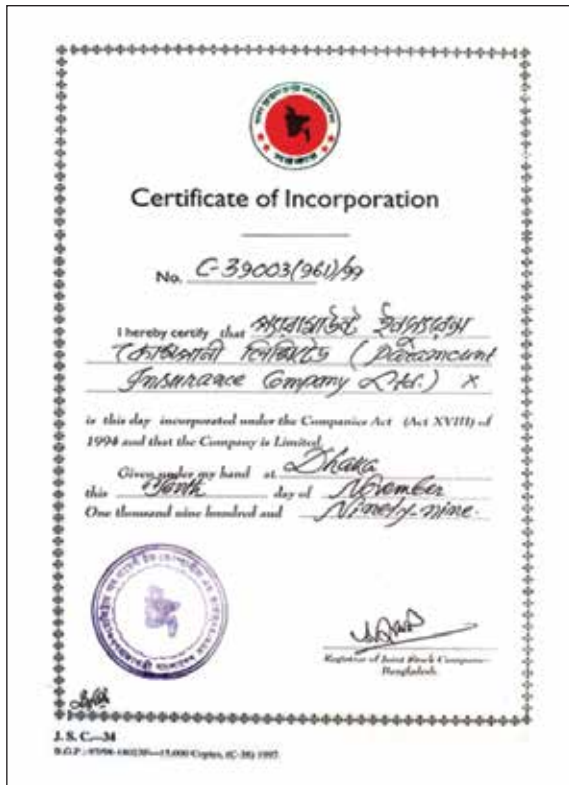 Certificate of Incorporation
No. C-39003(961)/99
I hereby certify that প্যারামাউন্ট ইন্সুরেন্স
কোম্পানী লিমিটেড (Paramount
Insurance Company Ltd.) x
is this day incorporated under the Companies Act (Act XVIII) of
1994 and that the Company is Limited.
Given under my hand at Dhaka
this Tenth day of November
One thousand nine hundred and Ninety-nine.
Registrar of Joint Stock Companies
Bangladesh.
J. S. C.—34